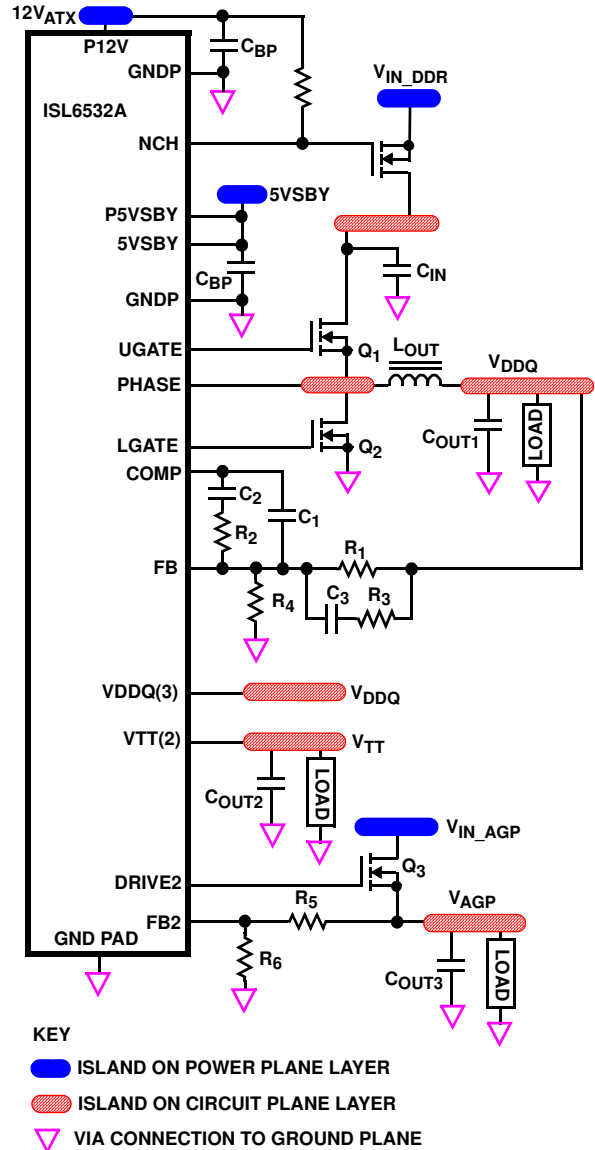 12VATX
P12V
CBP
GNDP
VIN_DDR
ISL6532A
NCH
5VSBY
P5VSBY
5VSBY
CBP
CIN
GNDP
UGATE
Q1
LOUT
VDDQ
PHASE
COUT1
LOAD
LGATE
Q2
COMP
C2
C1
R2
R1
FB
C3
R3
R4
VDDQ(3)
VDDQ
VTT(2)
VTT
COUT2
LOAD
VIN_AGP
Q3
DRIVE2
R5
VAGP
FB2
GND PAD
R6
COUT3
LOAD
KEY
ISLAND ON POWER PLANE LAYER
ISLAND ON CIRCUIT PLANE LAYER
VIA CONNECTION TO GROUND PLANE